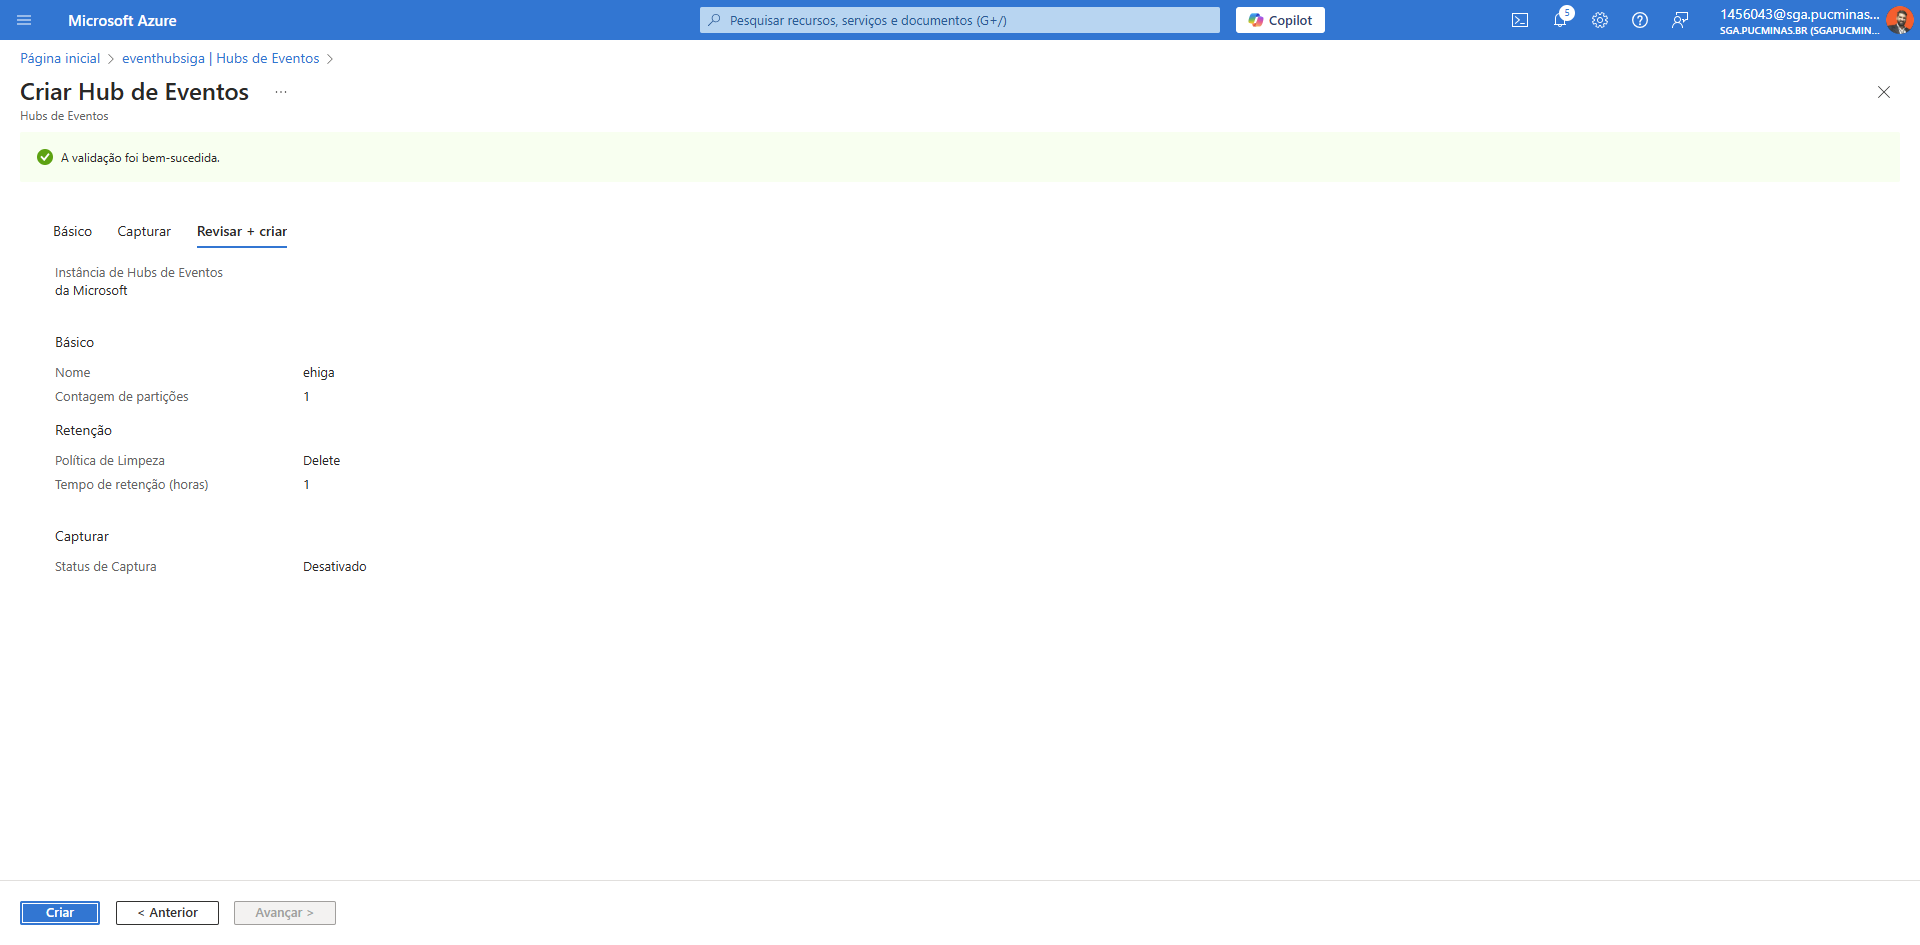 Microsoft Azure
Pesquisar recursos, serviços e documentos (G+/)
Copilot
5
1456043@sga.pucminas...
SGA.PUCMINAS.BR (SGAPUCMIN...
Página inicial > eventhubsiga | Hubs de Eventos >
Criar Hub de Eventos ...
Hubs de Eventos
A validação foi bem-sucedida.
Básico Capturar Revisar + criar
Instância de Hubs de Eventos
da Microsoft
Básico
Nome ehiga
Contagem de partições 1
Retenção
Política de Limpeza Delete
Tempo de retenção (horas) 1
Capturar
Status de Captura Desativado
Criar < Anterior Avançar >